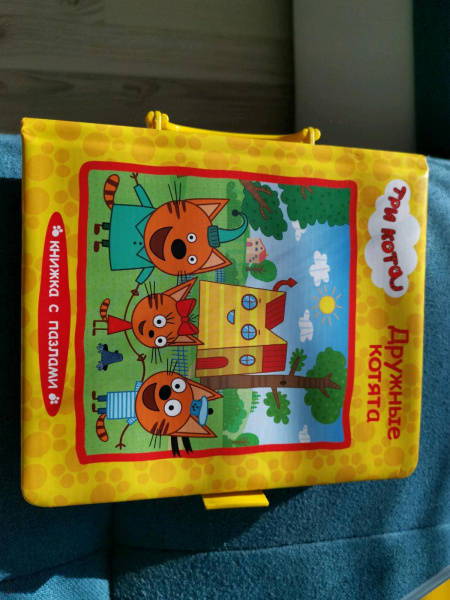 ТРИ КОТА
Дружные
котята
книжка с пазлами